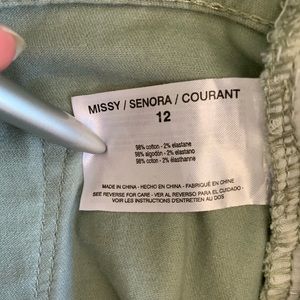 MISSY / SENORA / COURANT
12
98% cotton - 2% elastane
98% algodón - 2% elastano
98% coton - 2% élasthanne
MADE IN CHINA - HECHO EN CHINA - FABRIQUÉ EN CHINE
SEE REVERSE FOR CARE - VER AL REVERSO PARA EL CUIDADO -
VOIR LES INSTRUCTIONS D'ENTRETIEN AU DOS